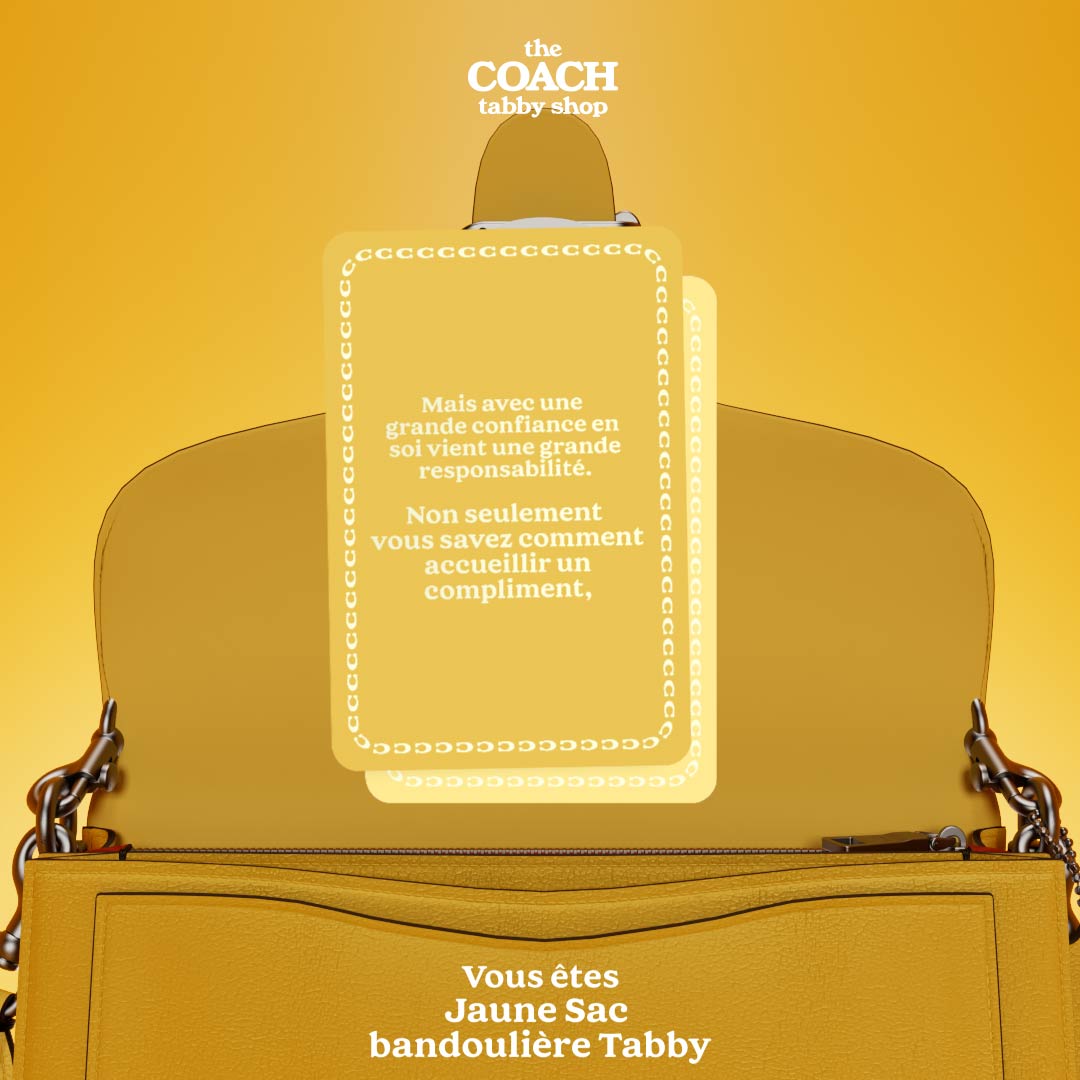 the
COACH
tabby shop
Mais avec une
grande confiance en
soi vient une grande
responsabilité.
Non seulement
vous savez comment
accueillir un
compliment,
Vous êtes
Jaune Sac
bandoulière Tabby